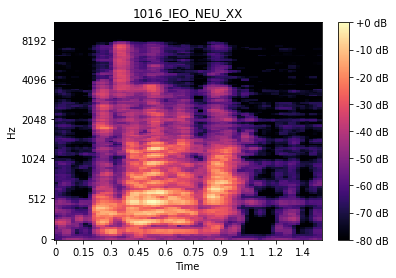 1016_IEO_NEU_XX
+0 dB
8192
-10 dB
4096
-20 dB
-30 dB
2048
Hz
-40 dB
1024
-50 dB
-60 dB
512
-70 dB
0
-80 dB
0 0.15 0.3 0.45 0.6 0.75 0.9 1.1 1.2 1.4
Time